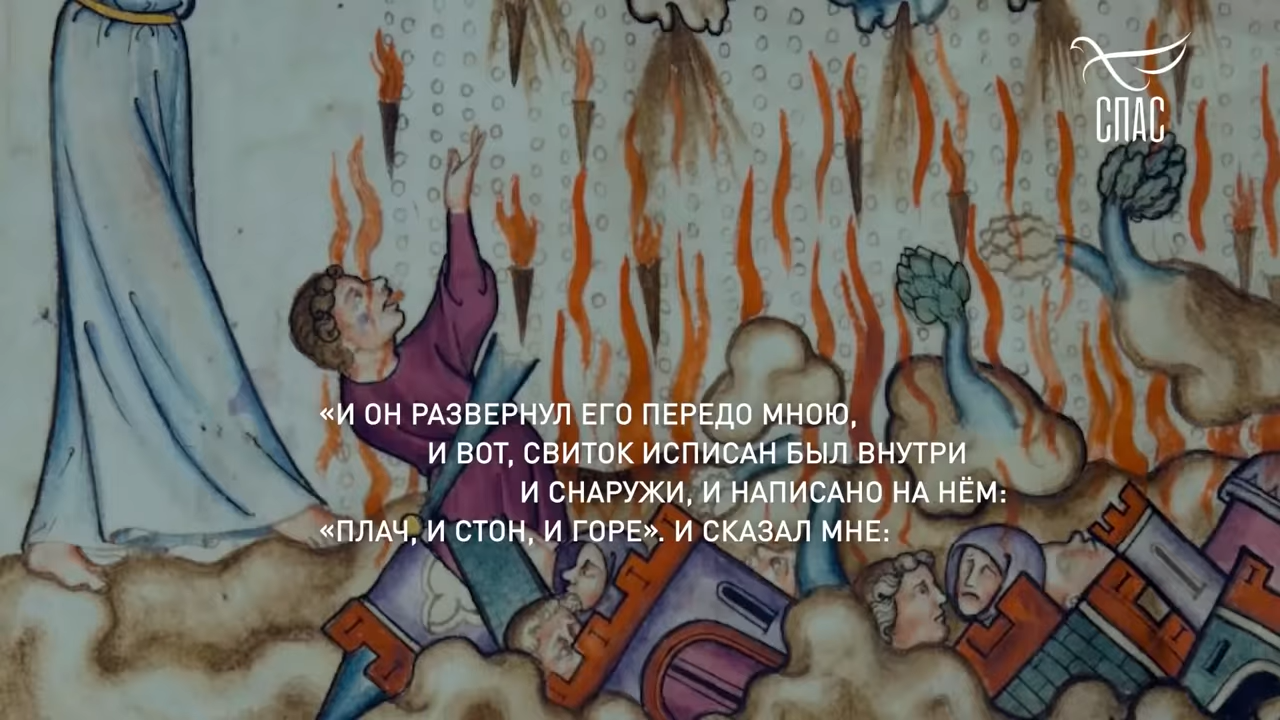 СПАС
«И ОН РАЗВЕРНУЛ ЕГО ПЕРЕДО МНОЮ,
И ВОТ, СВИТОК ИСПИСАН БЫЛ ВНУТРИ
И СНАРУЖИ, И НАПИСАНО НА НЁМ:
«ПЛАЧ, И СТОН, И ГОРЕ». И СКАЗАЛ МНЕ: